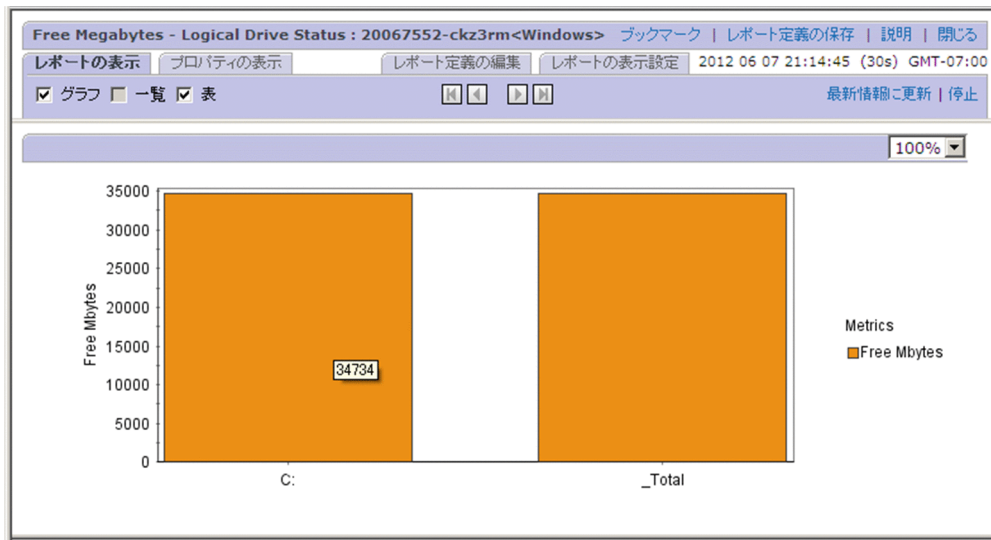 Free Megabytes - Logical Drive Status : 20067552-ckz3rm<Windows> ブックマーク | レポート定義の保存 | 説明 | 閉じる
レポートの表示 プロパティの表示 レポート定義の編集 レポートの表示設定 2012 06 07 21:14:45 (30s) GMT-07:00
グラフ 一覧 表 最新情報に更新 | 停止
100%
35000
30000
25000
20000
15000
10000
5000
0
Free Mbytes
34734
C: _Total
Metrics
Free Mbytes